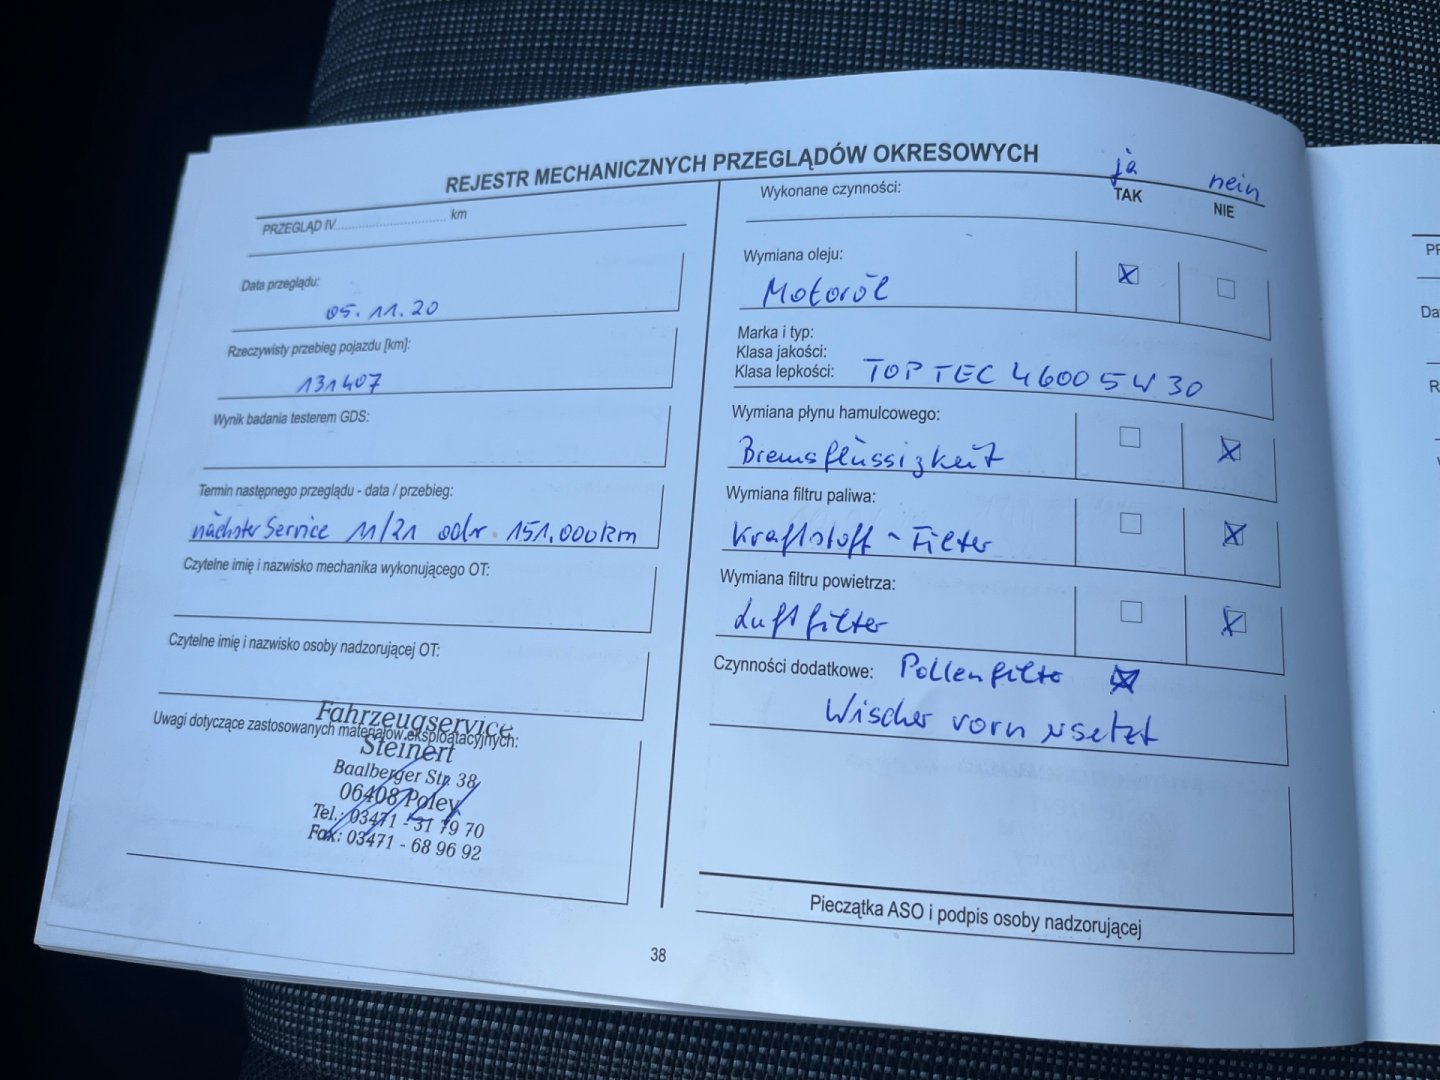 REJESTR MECHANICZNYCH PRZEGLĄDÓW OKRESOWYCH
PRZEGLĄD IV.............................. km
Data przeglądu:
05.11.20
Rzeczywisty przebieg pojazdu [km]:
131407
Wynik badania testerem GDS:
Termin następnego przeglądu - data / przebieg:
nächster Service 11/21 oder 151.000km
Czytelne imię i nazwisko mechanika wykonującego OT:
Czytelne imię i nazwisko osoby nadzorującej OT:
Uwagi dotyczące zastosowanych materiałów eksploatacyjnych:
Fahrzeugservice
Steinert
Baalberger Str. 38
06408 Poley
Tel.: 03471 - 31 79 70
Fax: 03471 - 68 96 92
ja nein
Wykonane czynności: TAK NIE
Wymiana oleju:
Motoröl
Marka i typ:
Klasa jakości:
Klasa lepkości: TOP TEC 4600 5W30
Wymiana płynu hamulcowego:
Bremsflüssigkeit
Wymiana filtru paliwa:
Kraftstoff-Filter
Wymiana filtru powietrza:
Luftfilter
Czynności dodatkowe: Pollenfilter
Wischer vorn ersetzt
Pieczątka ASO i podpis osoby nadzorującej
38